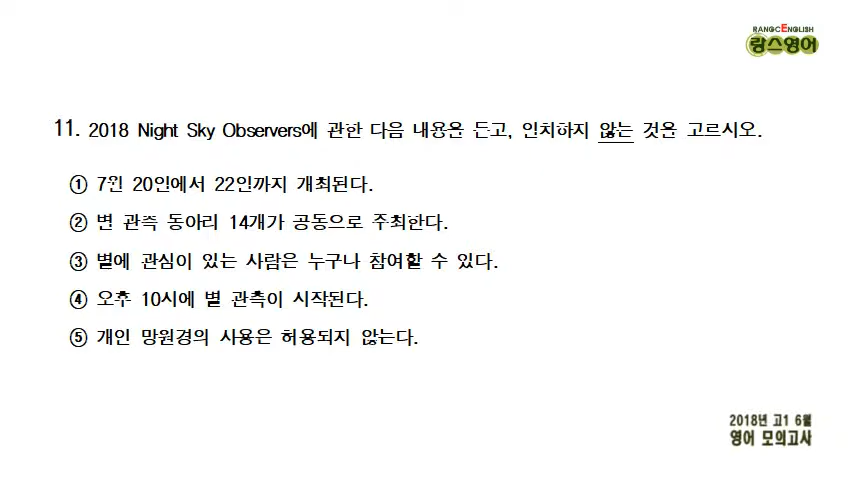 RANGCENGLISH
랑스영어
11. 2018 Night Sky Observers에 관한 다음 내용을 듣고, 일치하지 않는 것을 고르시오.
① 7월 20일에서 22일까지 개최된다.
② 별 관측 동아리 14개가 공동으로 주최한다.
③ 별에 관심이 있는 사람은 누구나 참여할 수 있다.
④ 오후 10시에 별 관측이 시작된다.
⑤ 개인 망원경의 사용은 허용되지 않는다.
2018년 고1 6월
영어 모의고사